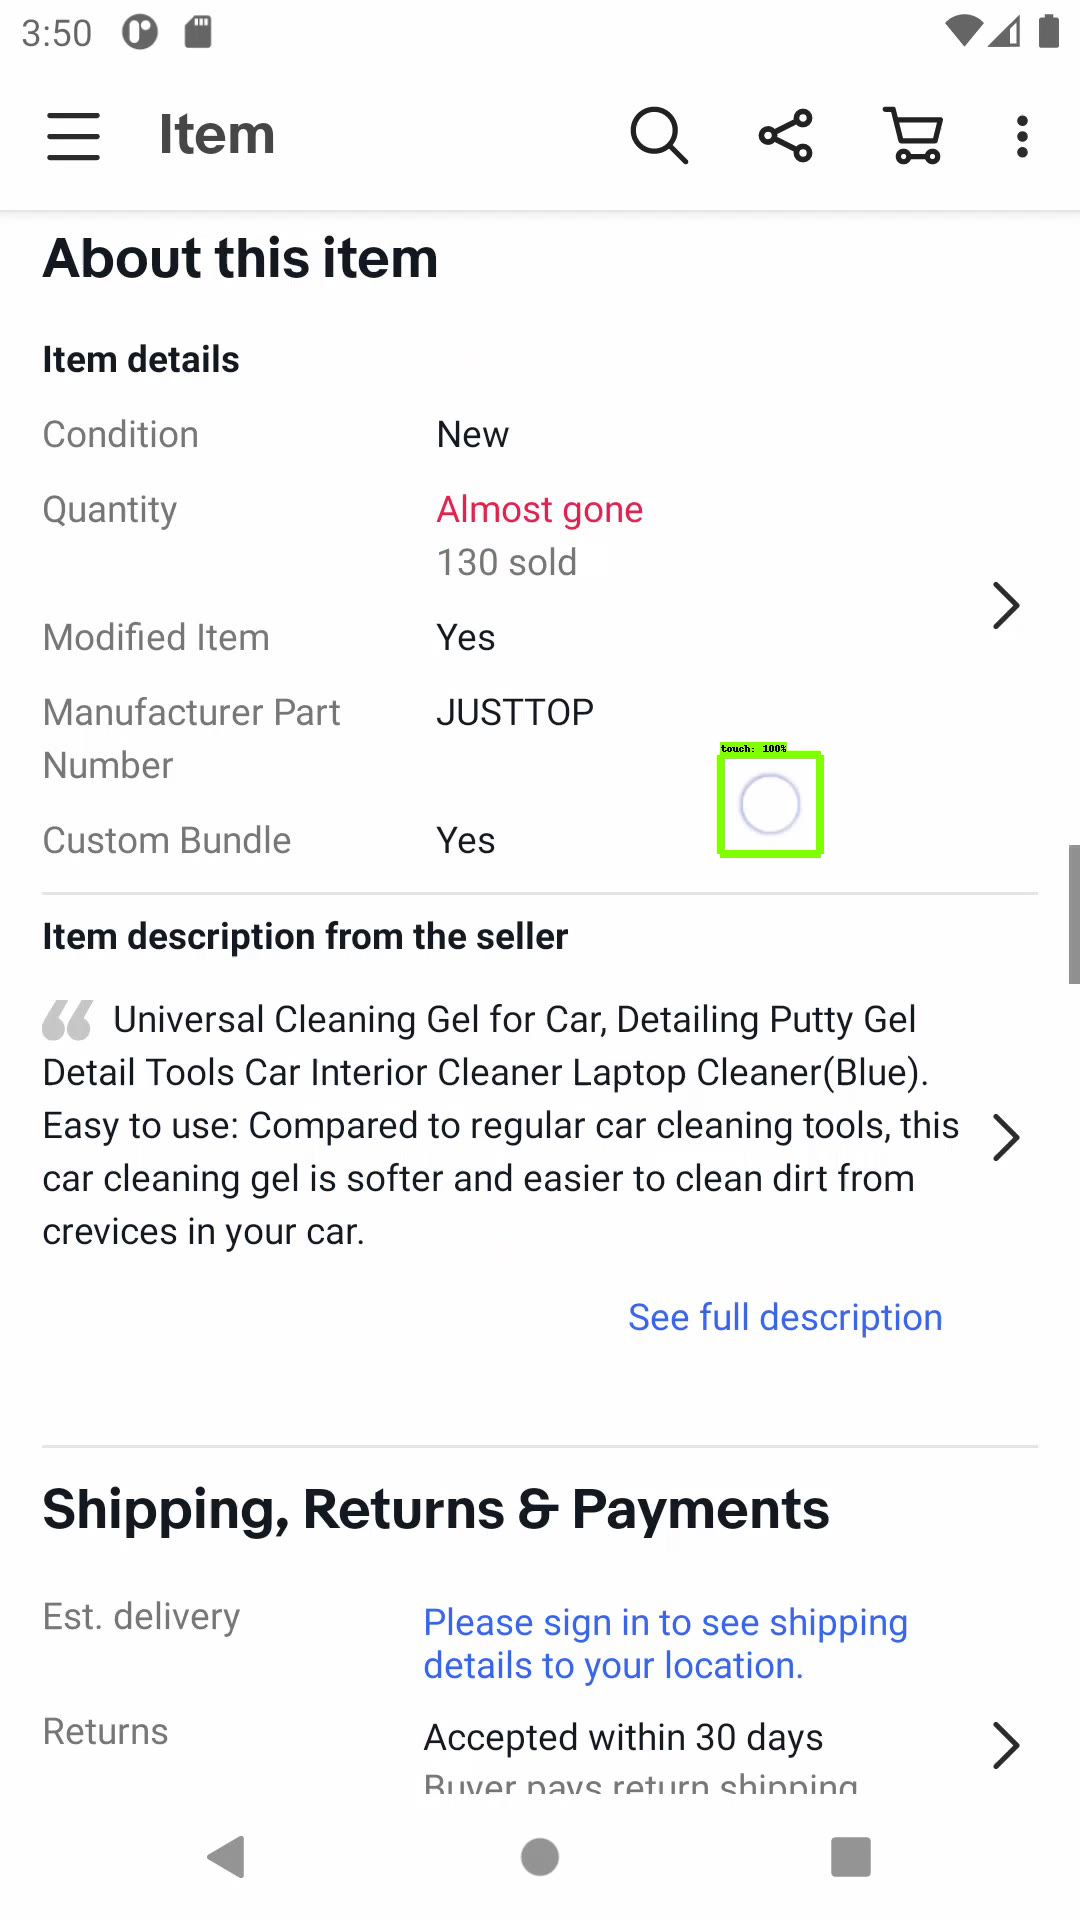 3:50
Item
About this item
Item details
Condition New
Quantity Almost gone
130 sold
Modified Item Yes
Manufacturer Part Number JUSTTOP
touch: 100%
Custom Bundle Yes
Item description from the seller
“ Universal Cleaning Gel for Car, Detailing Putty Gel
Detail Tools Car Interior Cleaner Laptop Cleaner(Blue).
Easy to use: Compared to regular car cleaning tools, this
car cleaning gel is softer and easier to clean dirt from
crevices in your car.
See full description
Shipping, Returns & Payments
Est. delivery Please sign in to see shipping
details to your location.
Returns Accepted within 30 days
Buyer pays return shipping